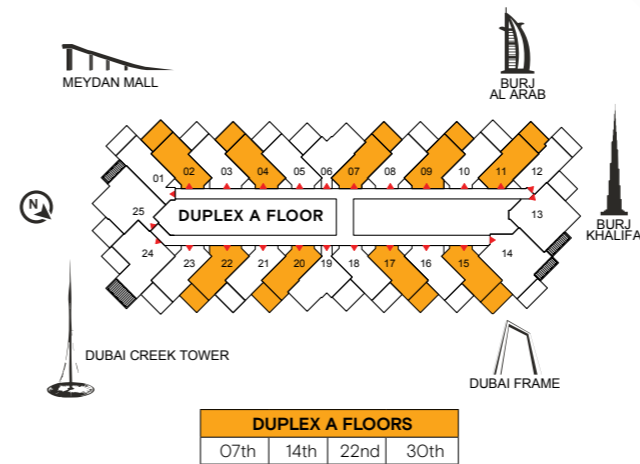 MEYDAN MALL
BURJ
AL ARAB
01
02
03
04
05
06
07
08
09
10
11
12
N
25
DUPLEX A FLOOR
13
BURJ
KHALIFA
24
23
22
21
20
19
18
17
16
15
14
DUBAI CREEK TOWER
DUBAI FRAME
DUPLEX A FLOORS
07th 14th 22nd 30th